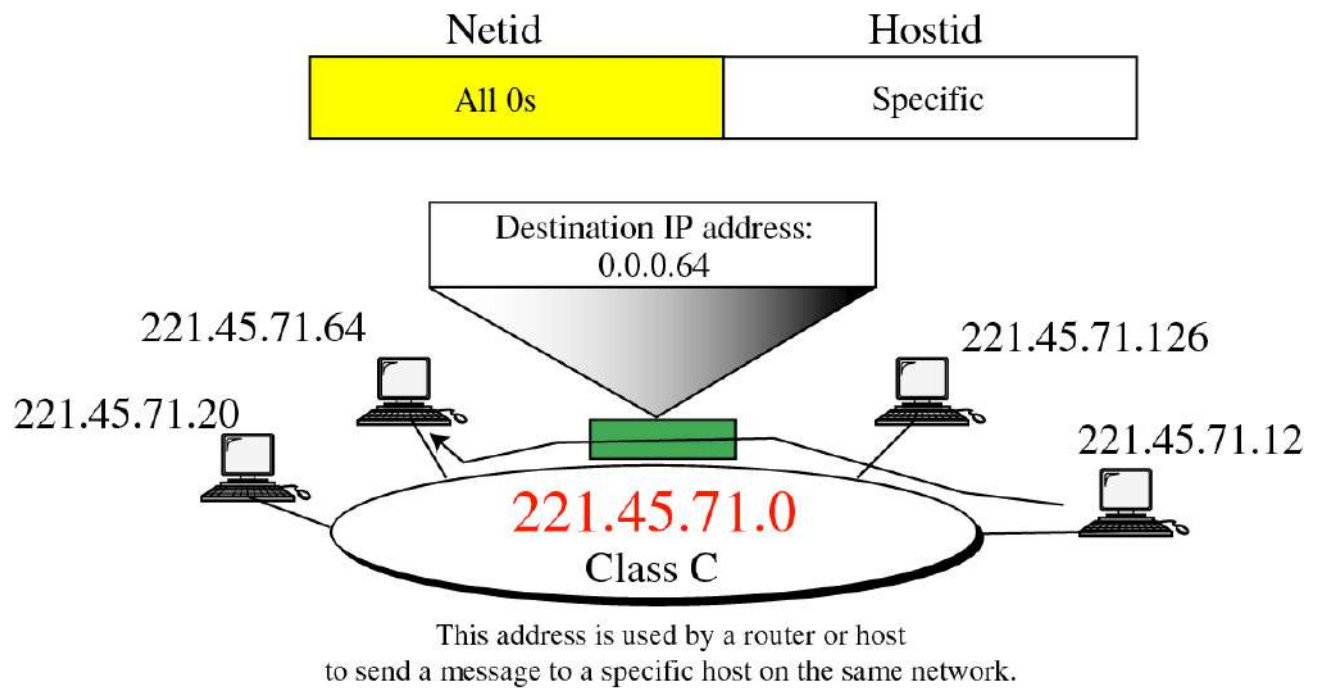 Netid Hostid
All 0s Specific
Destination IP address:
0.0.0.64
221.45.71.64
221.45.71.126
221.45.71.20
221.45.71.12
221.45.71.0
Class C
This address is used by a router or host
to send a message to a specific host on the same network.